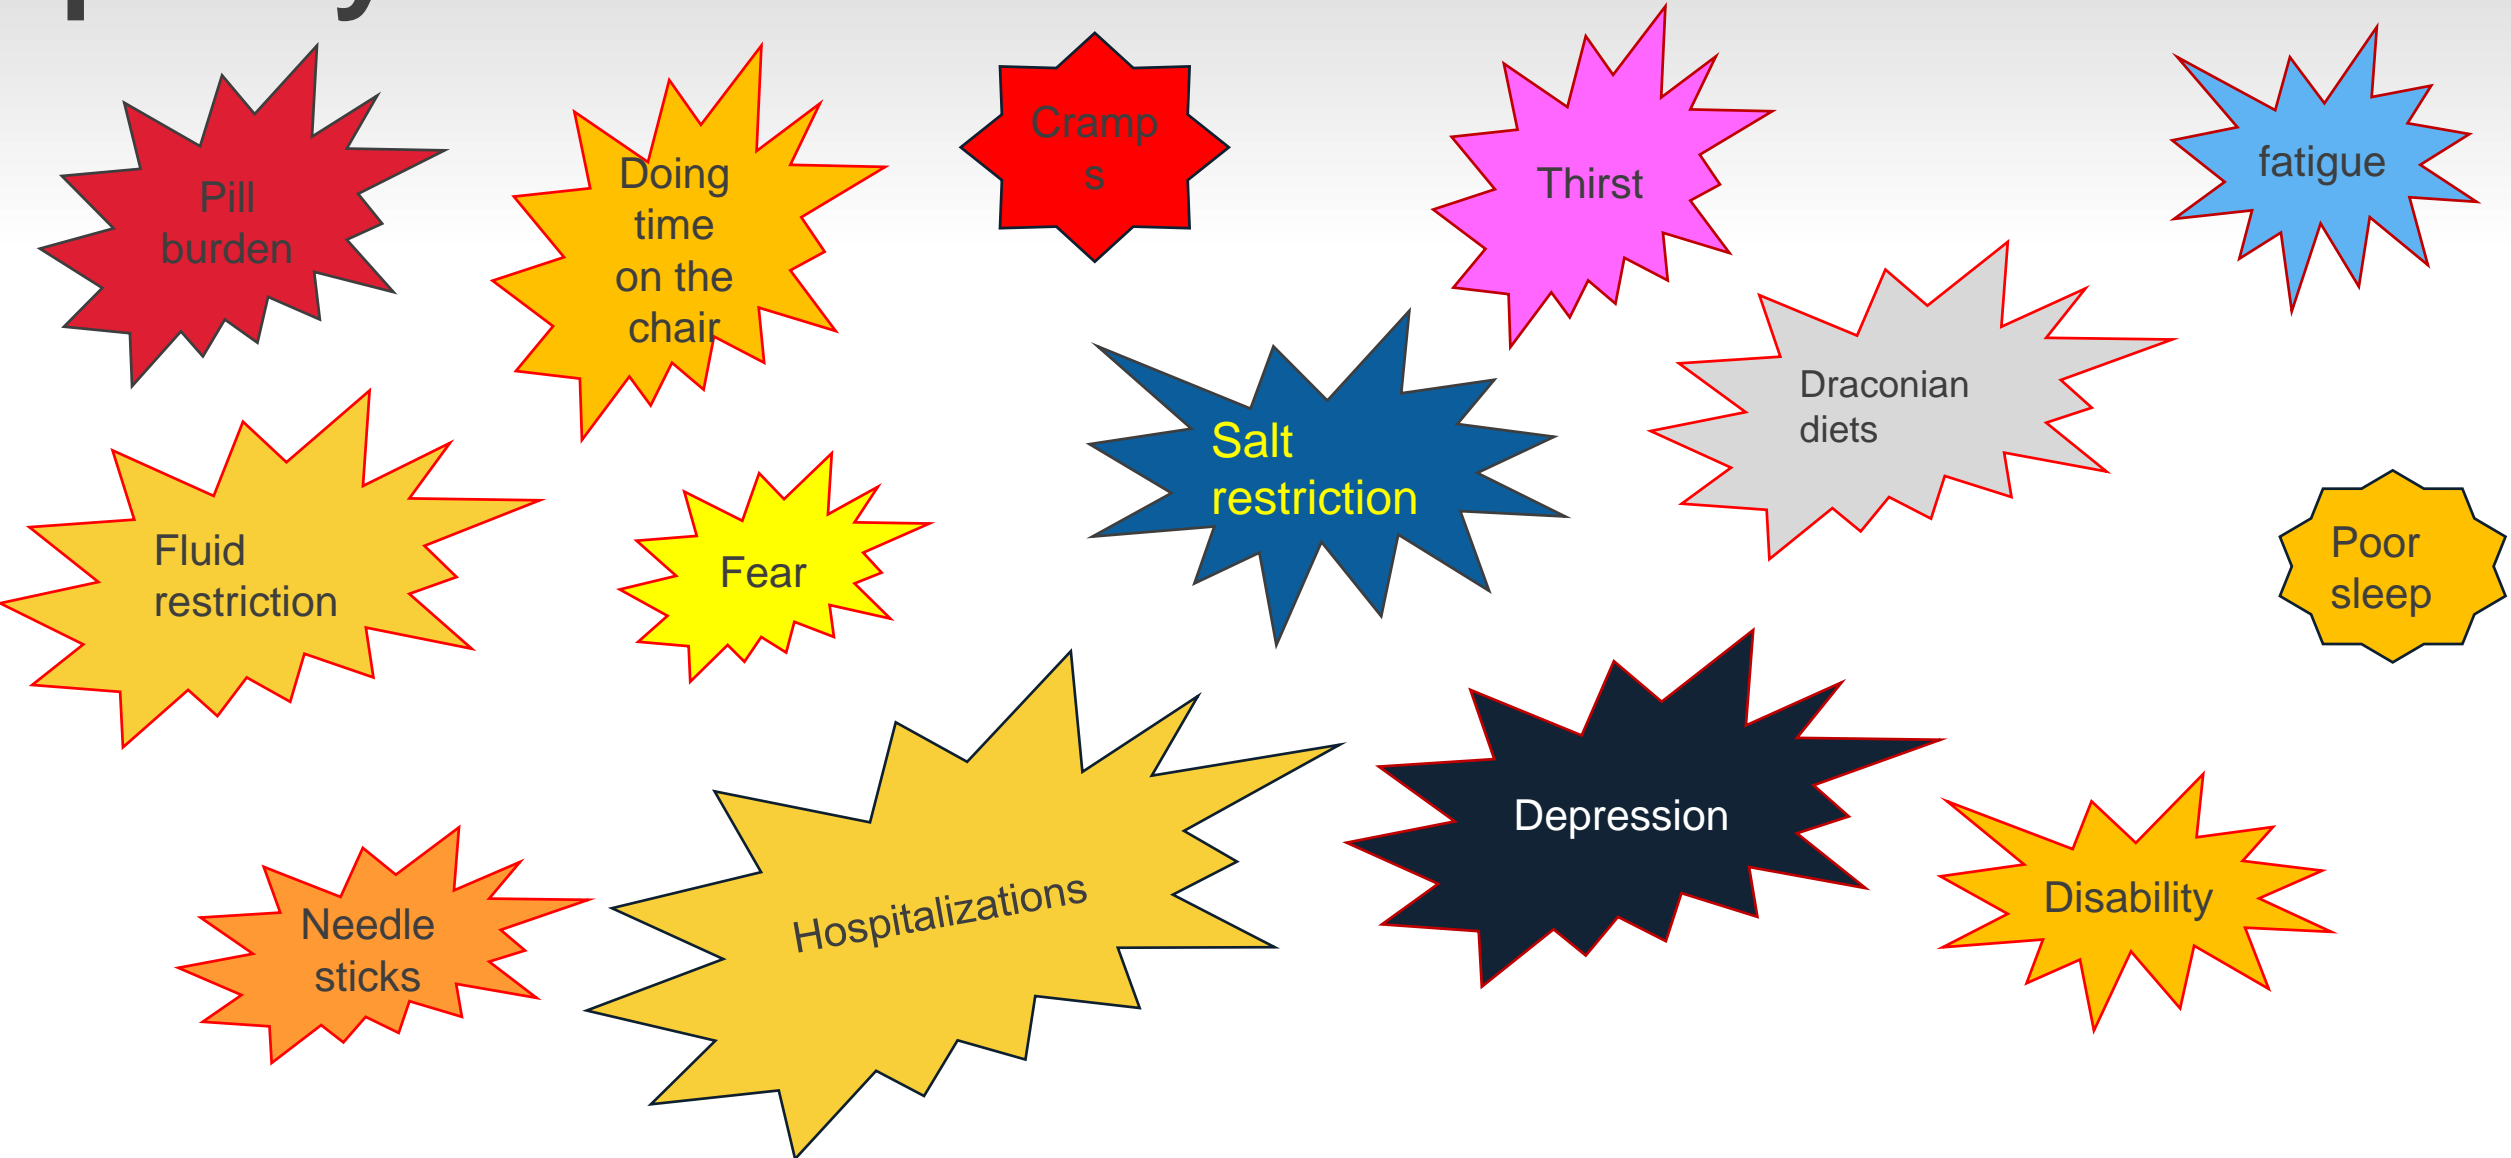 Pill
burden
Doing
time
on the
chair
Cramp
s
Thirst
fatigue
Draconian
diets
Salt
restriction
Fluid
restriction
Fear
Poor
sleep
Depression
Disability
Hospitalizations
Needle
sticks